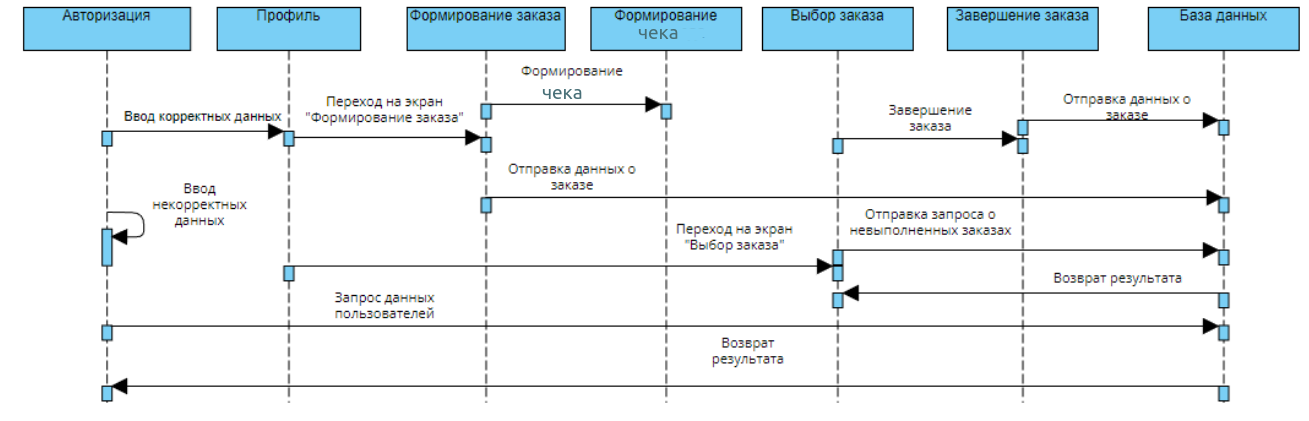 Авторизация
Профиль
Формирование заказа
Формирование
чека
Выбор заказа
Завершение заказа
База данных
Формирование
чека
Переход на экран
"Формирование заказа"
Ввод корректных данных
Завершение
заказа
Отправка данных о
заказе
Отправка данных о
заказе
Ввод
некорректных
данных
Переход на экран
"Выбор заказа"
Отправка запроса о
невыполненных заказах
Возврат результата
Запрос данных
пользователей
Возврат
результата